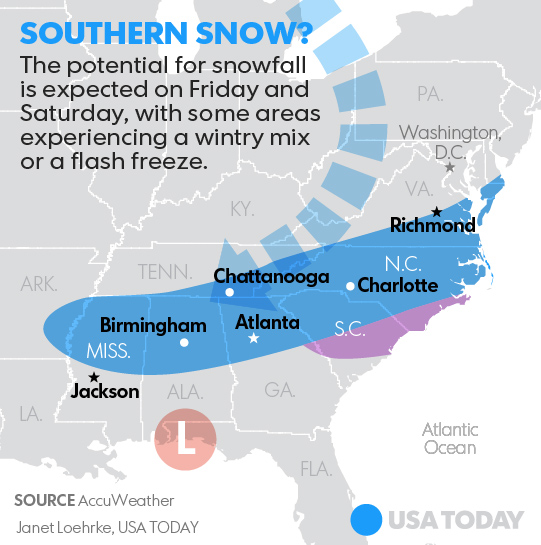 SOUTHERN SNOW?
The potential for snowfall
is expected on Friday and
Saturday, with some areas
experiencing a wintry mix
or a flash freeze.
PA.
Washington,
D.C.
VA.
KY.
Richmond
N.C.
TENN.
Chattanooga
Charlotte
ARK.
Birmingham
Atlanta
S.C.
MISS.
Jackson
ALA.
GA.
LA.
L
Atlantic
Ocean
FLA.
SOURCE AccuWeather
Janet Loehrke, USA TODAY
USA TODAY